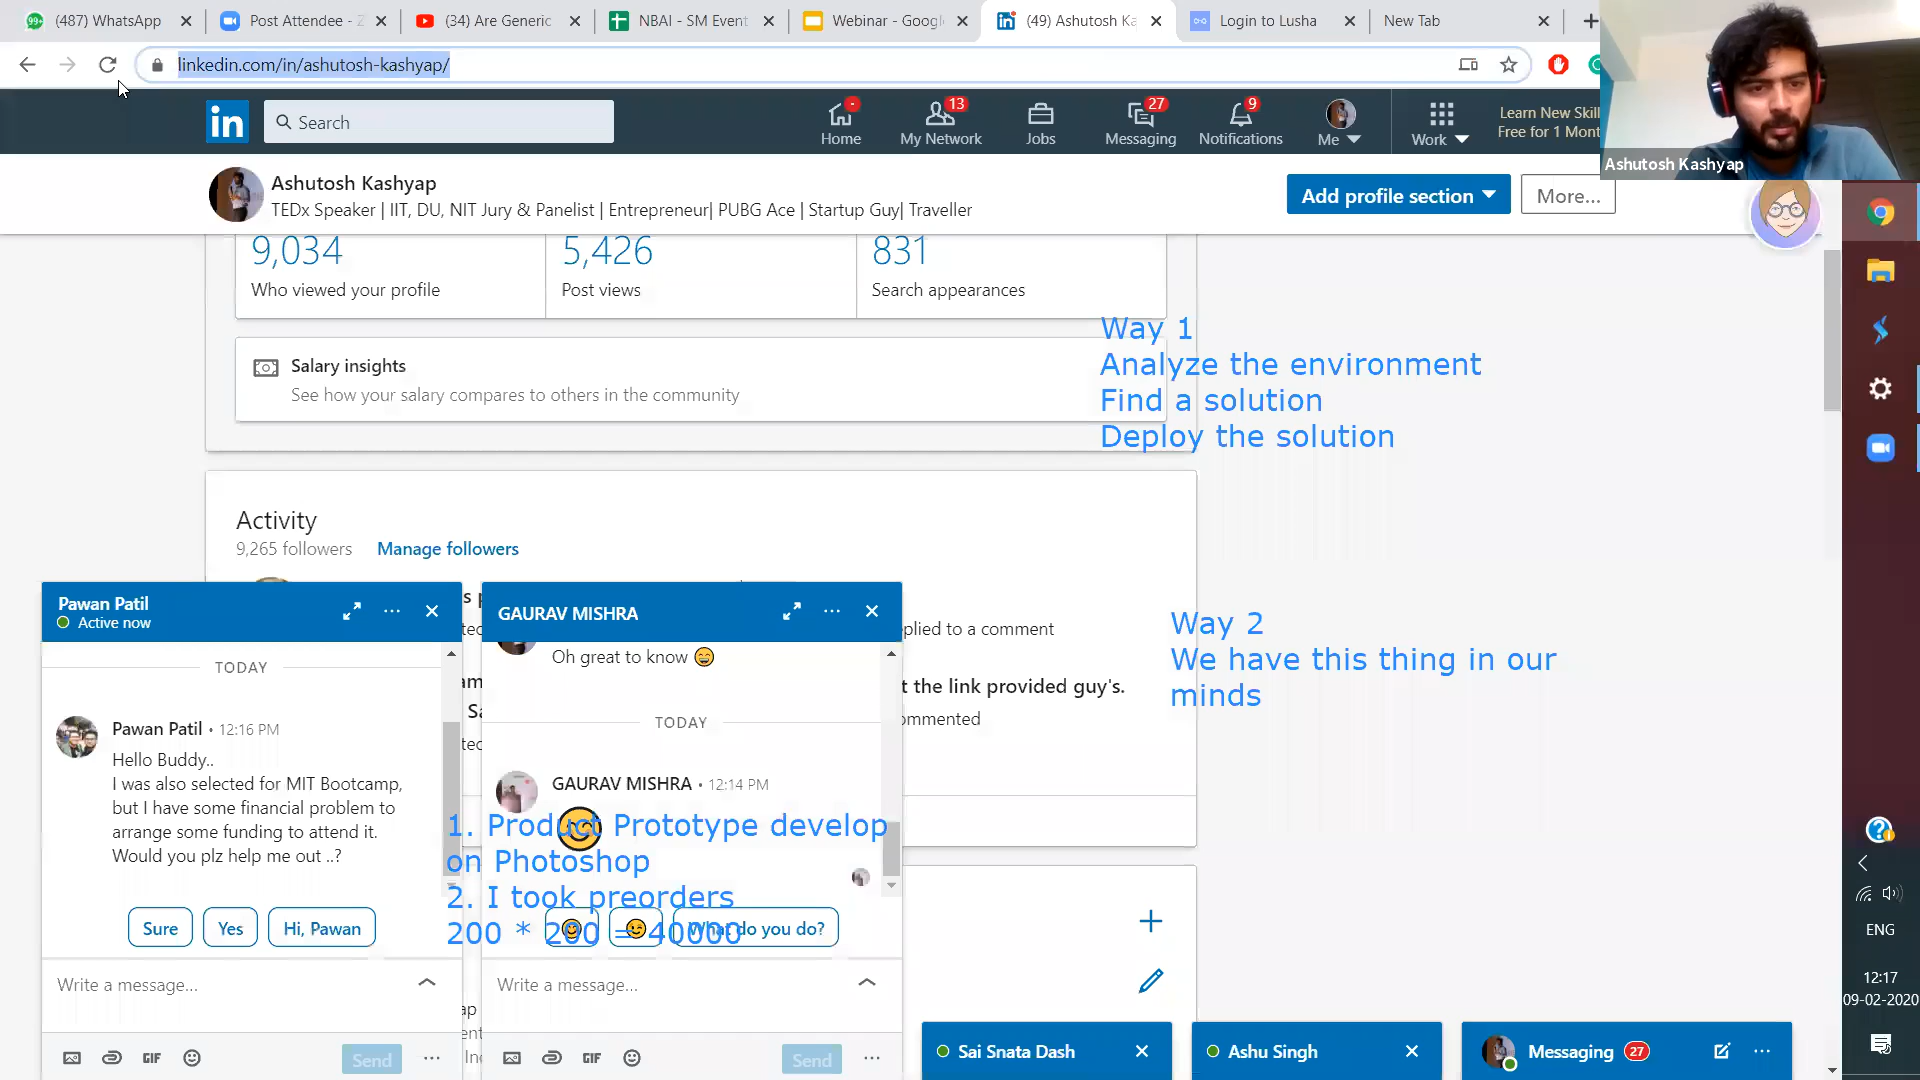 (487) WhatsApp
Post Attendee - Z
(34) Are Generic
NBAI - SM Event
Webinar - Googl
(49) Ashutosh Ka
Login to Lusha
New Tab
linkedin.com/in/ashutosh-kashyap/
in
Search
Home
13
My Network
Jobs
27
Messaging
9
Notifications
Me
Work
Learn New Skill
Free for 1 Mont
Ashutosh Kashyap
Ashutosh Kashyap
TEDx Speaker | IIT, DU, NIT Jury & Panelist | Entrepreneur| PUBG Ace | Startup Guy| Traveller
Add profile section
More...
9,034
Who viewed your profile
5,426
Post views
831
Search appearances
Salary insights
See how your salary compares to others in the community
Way 1
Analyze the environment
Find a solution
Deploy the solution
Activity
9,265 followers
Manage followers
plied to a comment
t the link provided guy's.
ommented
Way 2
We have this thing in our
minds
Pawan Patil
Active now
TODAY
Pawan Patil • 12:16 PM
Hello Buddy..
I was also selected for MIT Bootcamp,
but I have some financial problem to
arrange some funding to attend it.
Would you plz help me out ..?
Sure
Yes
Hi, Pawan
Write a message...
GIF
Send
GAURAV MISHRA
Oh great to know
TODAY
GAURAV MISHRA • 12:14 PM
1. Product Prototype develop
on Photoshop
2. I took preorders
200 * 200 = 40000
What do you do?
Write a message...
GIF
Send
Sai Snata Dash
Ashu Singh
Messaging 27
ENG
12:17
09-02-2020